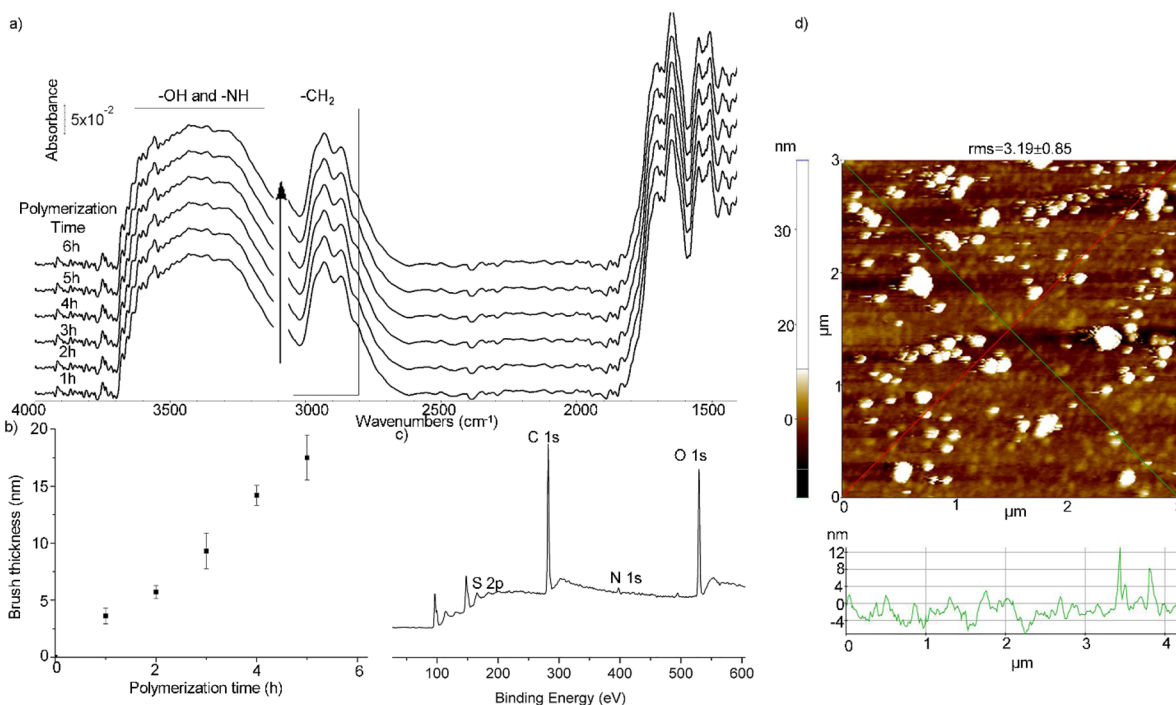 a)
-OH and -NH
-CH₂
Absorbance
5x10⁻²
Polymerization
Time
6h
5h
4h
3h
2h
1h
4000
3500
3000
2500
2000
1500
Wavenumbers (cm⁻¹)
b)
20
15
10
5
0
0
2
4
6
Brush thickness (nm)
Polymerization time (h)
c)
C 1s
O 1s
S 2p
N 1s
100
200
300
400
500
600
Binding Energy (eV)
d)
nm
rms=3.19±0.85
30
20
0
3
2
1
0
µm
0
1
2
µm
nm
12
8
4
0
-4
0
1
2
3
4
µm